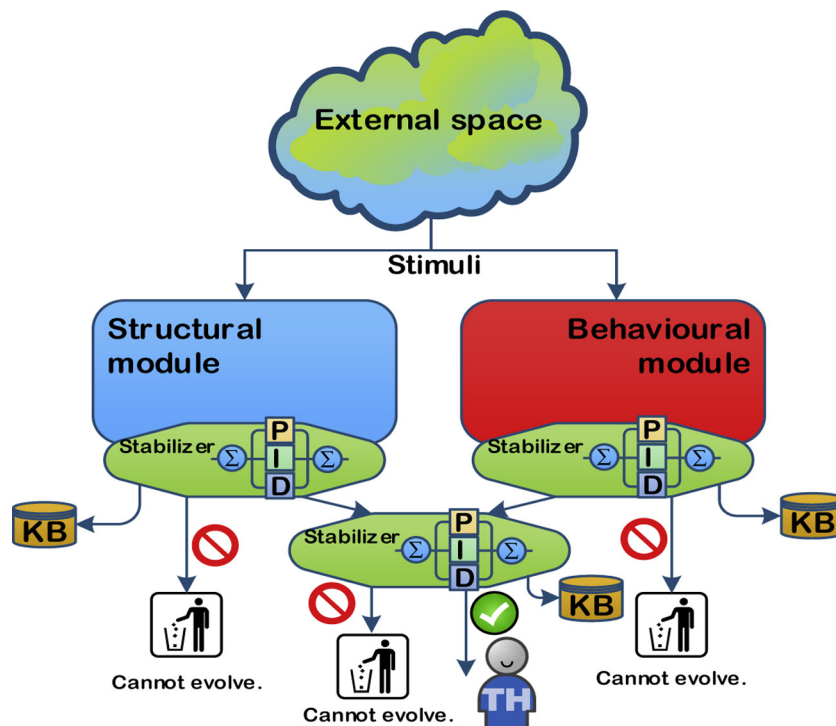 External space
Stimuli
Structural
module
Behavioural
module
Stabilizer
P
I
D
Σ
Σ
Stabilizer
P
I
D
Σ
Σ
KB
KB
Stabilizer
P
I
D
Σ
Σ
KB
Cannot evolve.
Cannot evolve.
TH
Cannot evolve.